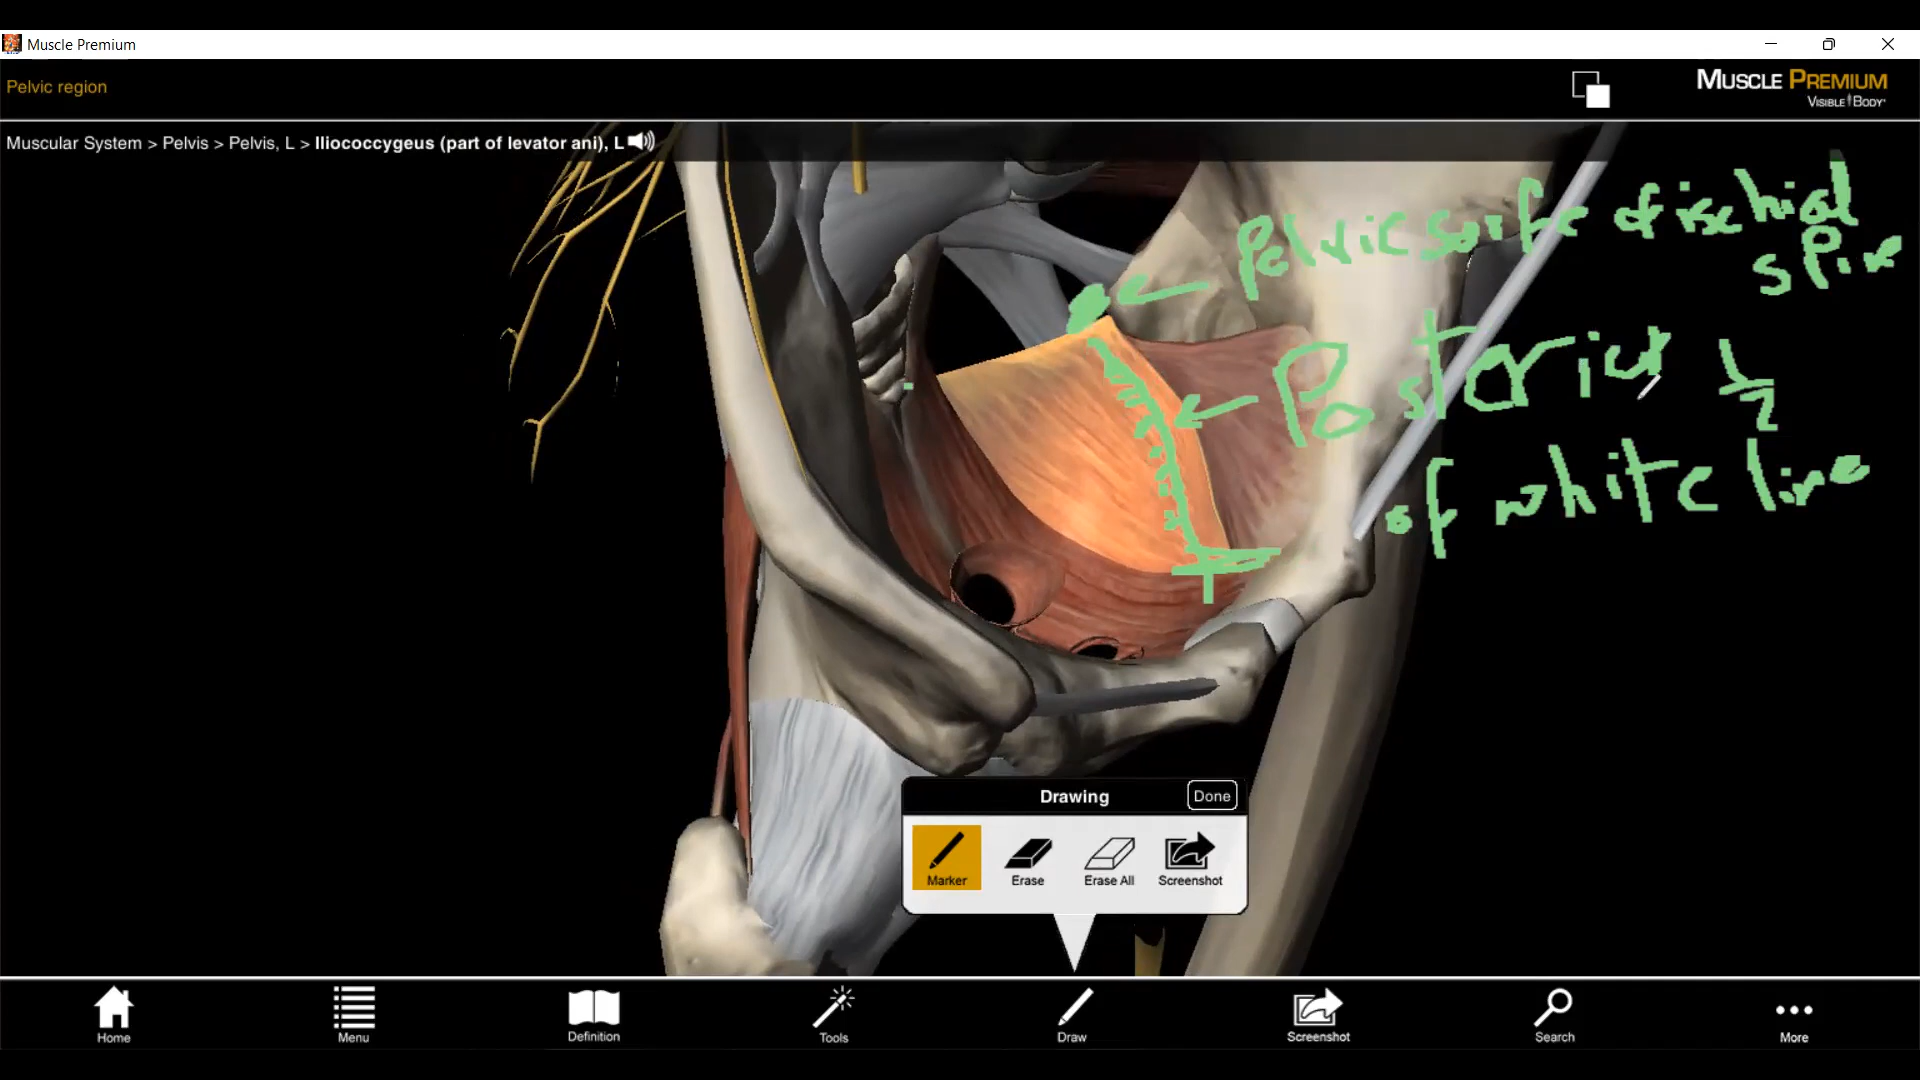 Muscle Premium
Pelvic region
MUSCLE PREMIUM
VISIBLE BODY
Muscular System > Pelvis > Pelvis, L > Iliococcygeus (part of levator ani), L
Pelvic of ischial
Posterior 1/2
of white line
Drawing Done
Marker Erase Erase All Screenshot
Home Menu Definition Tools Draw Screenshot Search More